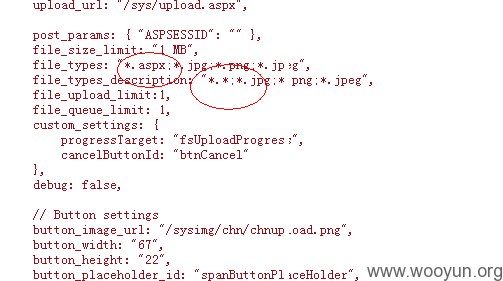 upload_url: "/sys/upload.aspx",
post_params: { "ASPSESSID": "" },
file_size_limit: "1 MB",
file_types: "*.aspx;*.jpg;*.png;*.jpeg",
file_types_description: "*.*;*.jpg;*.png;*.jpeg",
file_upload_limit:1,
file_queue_limit: 1,
custom_settings: {
progressTarget: "fsUploadProgress",
cancelButtonId: "btnCancel"
},
debug: false,
// Button settings
button_image_url: "/sysimg/chn/chnupload.png",
button_width: "67",
button_height: "22",
button_placeholder_id: "spanButtonPlaceHolder",
www.wooyun.org